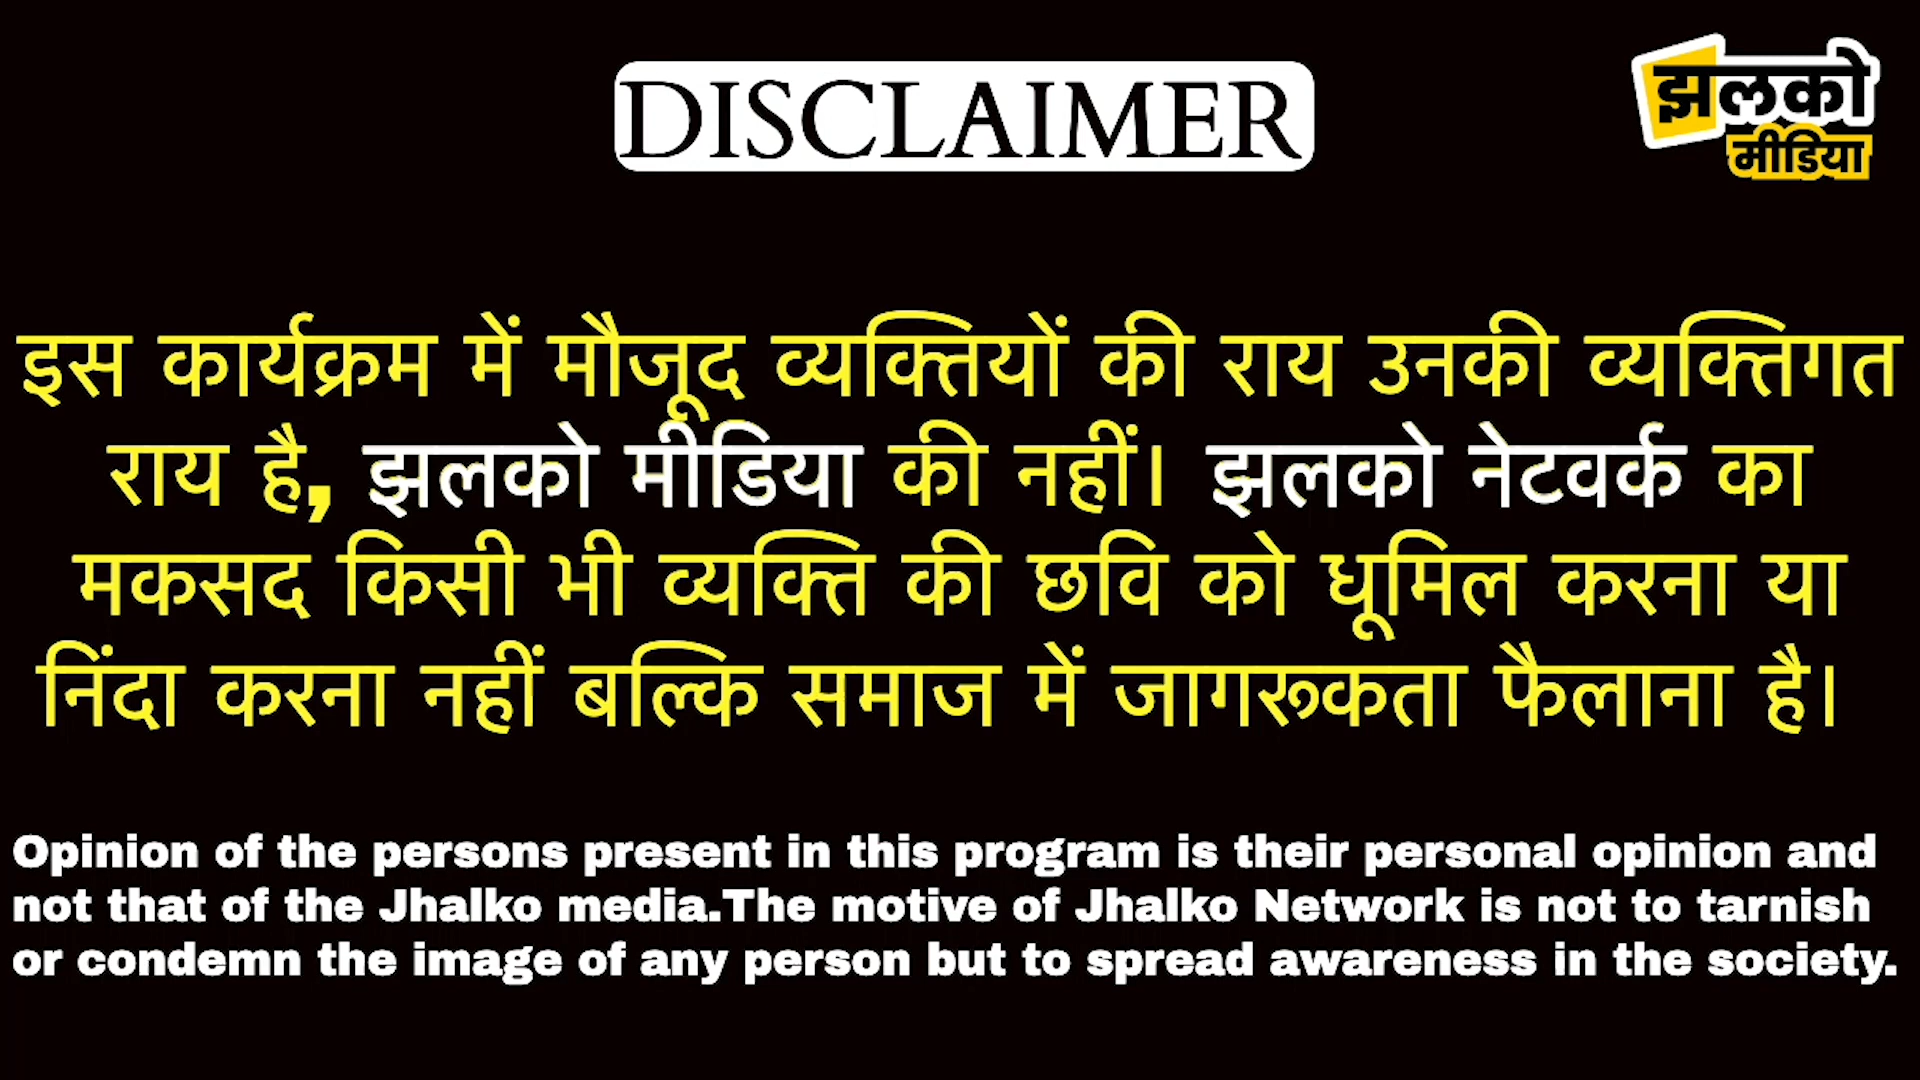 DISCLAIMER
झलको
मीडिया
इस कार्यक्रम में मौजूद व्यक्तियों की राय उनकी व्यक्तिगत
राय है, झलको मीडिया की नहीं। झलको नेटवर्क का
मकसद किसी भी व्यक्ति की छवि को धूमिल करना या
निंदा करना नहीं बल्कि समाज में जागरूकता फैलाना है।
Opinion of the persons present in this program is their personal opinion and
not that of the Jhalko media.The motive of Jhalko Network is not to tarnish
or condemn the image of any person but to spread awareness in the society.